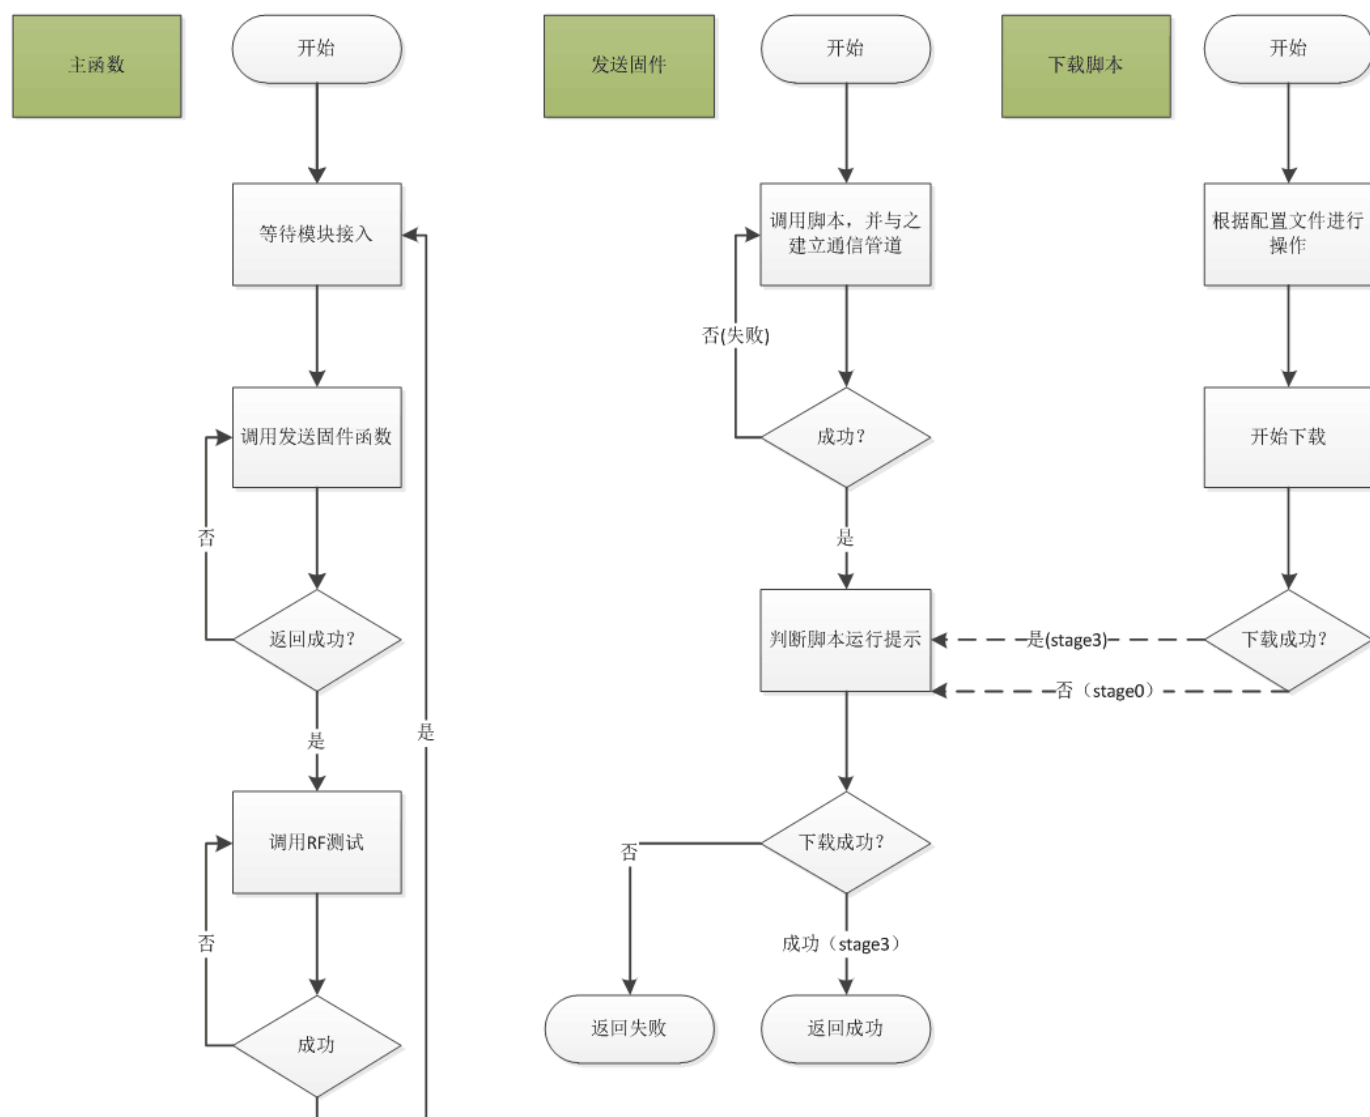 主函数
开始
等待模块接入
调用发送固件函数
否
返回成功？
是
是
调用RF测试
否
成功
发送固件
开始
调用脚本，并与之
建立通信管道
否(失败)
成功？
是
判断脚本运行提示
是(stage3)
否（stage0）
下载成功？
否
成功（stage3）
返回失败
返回成功
下载脚本
开始
根据配置文件进行
操作
开始下载
下载成功？